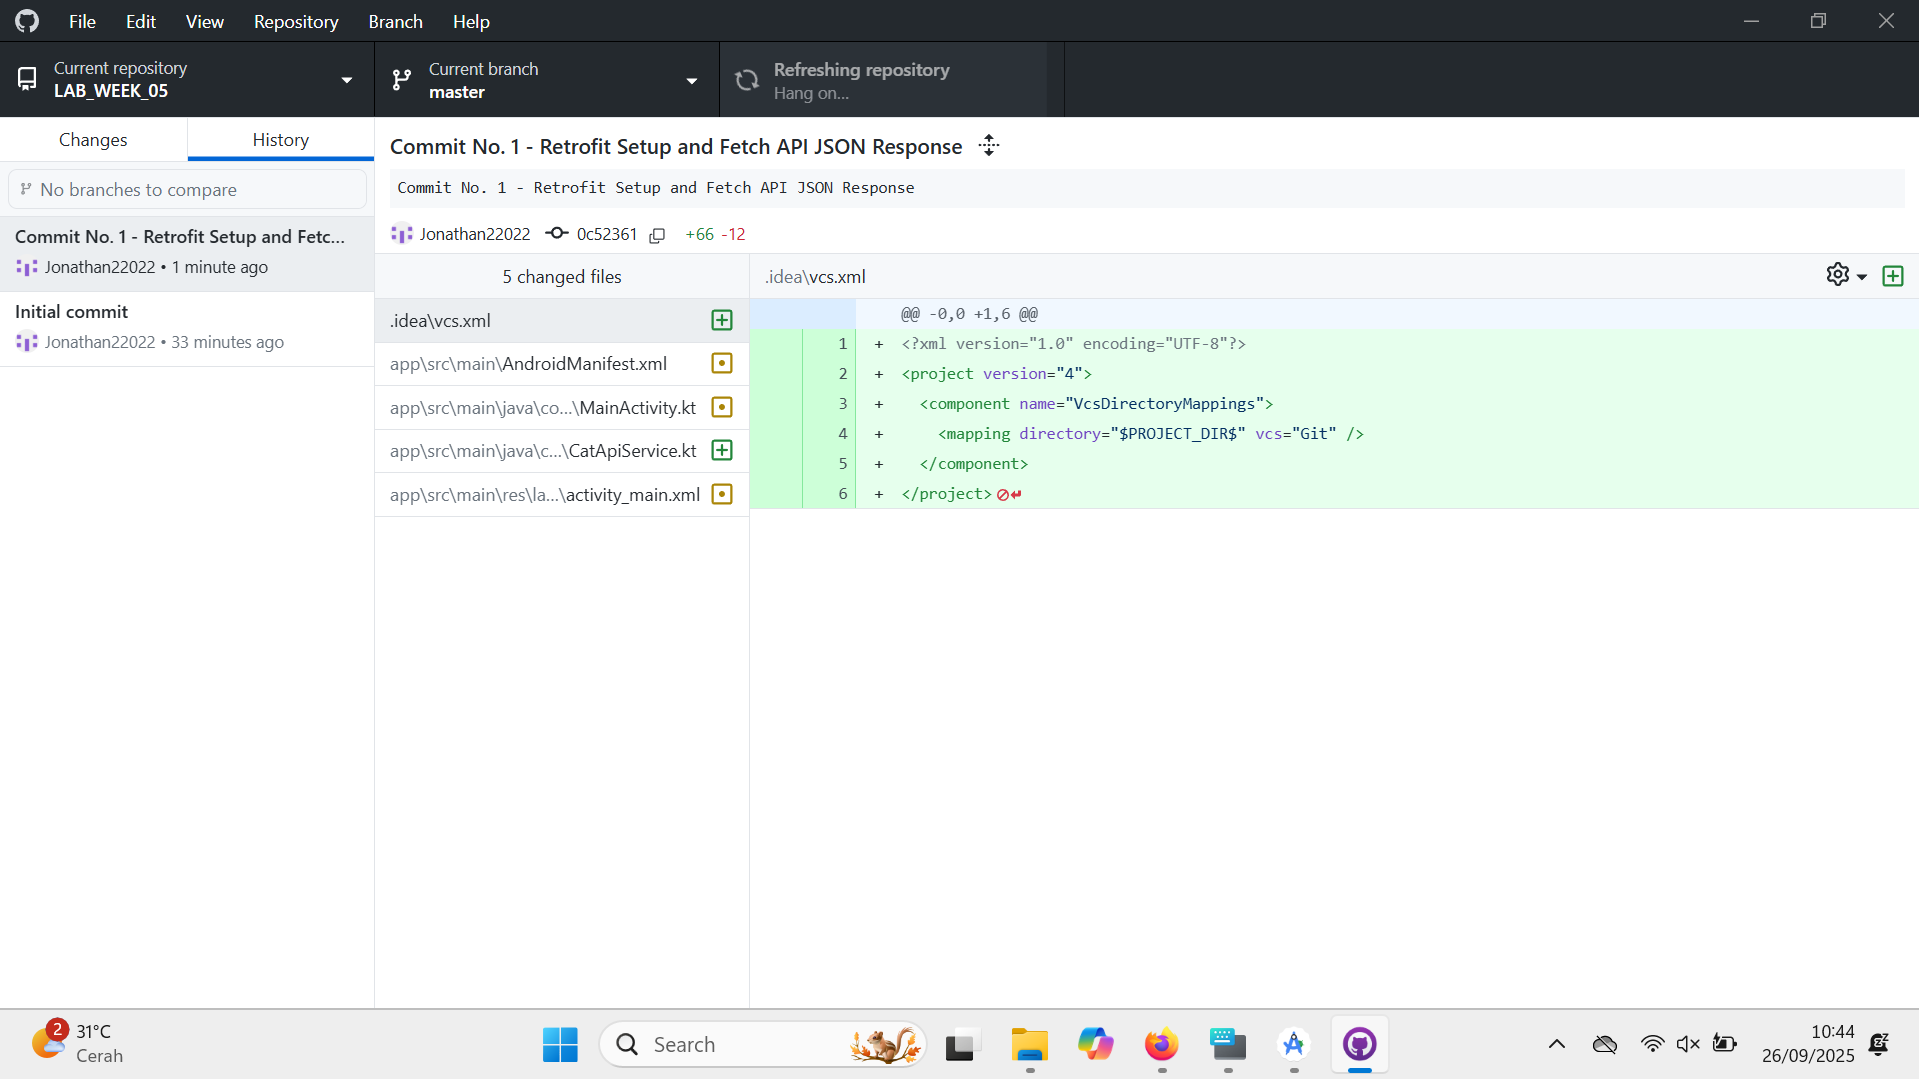 File Edit View Repository Branch Help
Current repository
LAB_WEEK_05
Current branch
master
Refreshing repository
Hang on...
Changes
History
No branches to compare
Commit No. 1 - Retrofit Setup and Fetc...
Jonathan22022 • 1 minute ago
Initial commit
Jonathan22022 • 33 minutes ago
Commit No. 1 - Retrofit Setup and Fetch API JSON Response
Commit No. 1 - Retrofit Setup and Fetch API JSON Response
Jonathan22022 0c52361 +66 -12
5 changed files
.idea\vcs.xml
app\src\main\AndroidManifest.xml
app\src\main\java\co...\MainActivity.kt
app\src\main\java\c...\CatApiService.kt
app\src\main\res\la...\activity_main.xml
.idea\vcs.xml
@@ -0,0 +1,6 @@
1 + <?xml version="1.0" encoding="UTF-8"?>
2 + <project version="4">
3 + <component name="VcsDirectoryMappings">
4 + <mapping directory="$PROJECT_DIR$" vcs="Git" />
5 + </component>
6 + </project>
2
31°C
Cerah
Search
10:44
26/09/2025